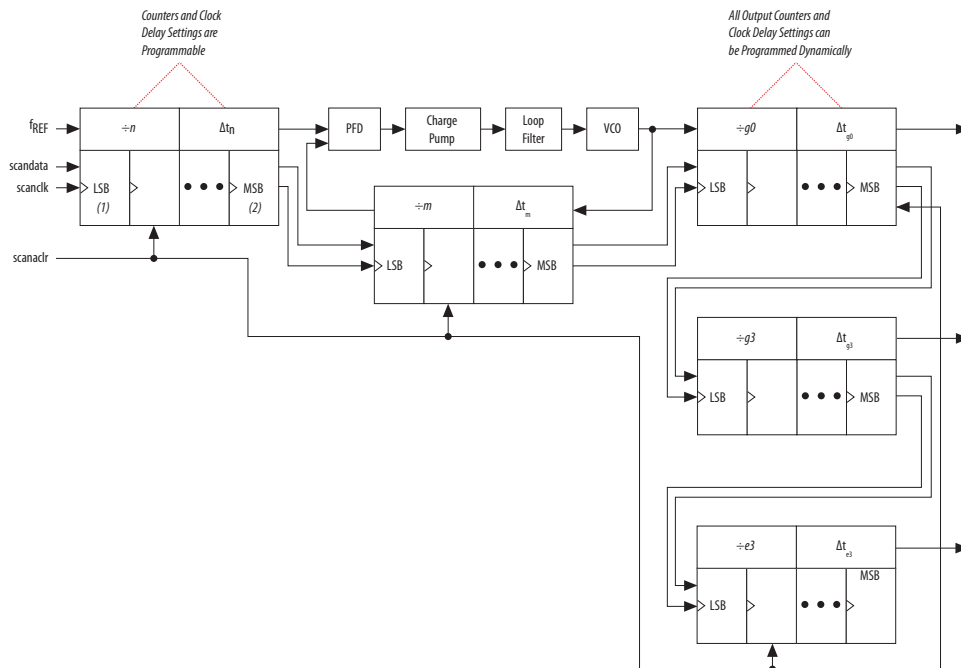 Counters and Clock
Delay Settings are
Programmable
All Output Counters and
Clock Delay Settings can
be Programmed Dynamically
fREF
÷n
Δtn
PFD
Charge
Pump
Loop
Filter
VCO
÷g0
Δtg0
scandata
scanclk
LSB
(1)
MSB
(2)
LSB
MSB
÷m
Δtm
scanaclr
LSB
MSB
÷g3
Δtg3
LSB
MSB
÷e3
Δte3
MSB
LSB